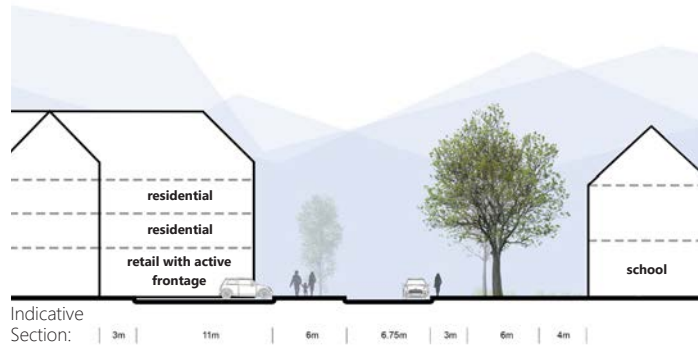 residential
residential
retail with active
frontage
school
Indicative
Section:
3m 11m 6m 6.75m 3m 6m 4m